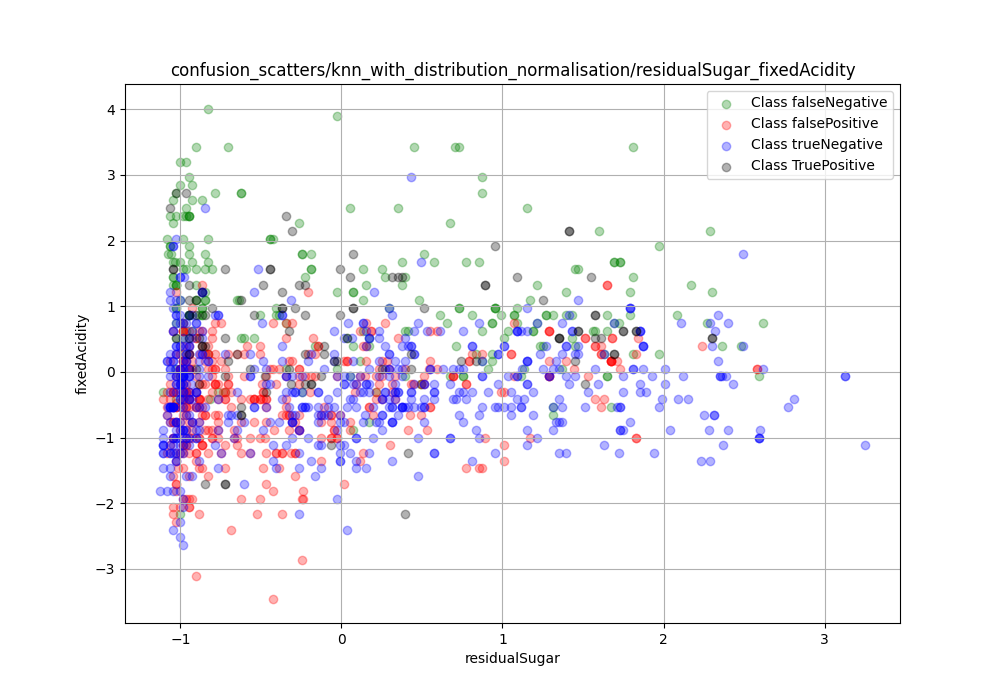 confusion_scatters/knn_with_distribution_normalisation/residualSugar_fixedAcidity
Class falseNegative
Class falsePositive
Class trueNegative
Class TruePositive
fixedAcidity
4
3
2
1
0
−1
−2
−3
−1
0
1
2
3
residualSugar